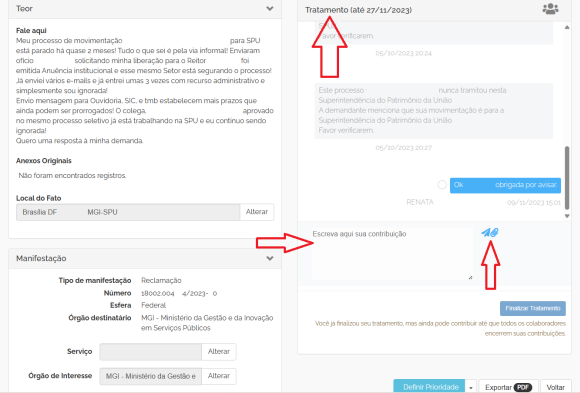 Teor
Fale aqui
Meu processo de movimentação para SPU
está parado há quase 2 meses! Tudo o que sei é pela via informal! Enviaram
oficio solicitando minha liberação para o Reitor foi
emitida Anuência institucional e esse mesmo Setor está segurando o processo!
Já enviei vários e-mails e já entrei umas 3 vezes com recurso administrativo e
simplesmente sou ignorada!
Envio mensagem para Ouvidoria, SIC, e tmb estabelecem mais prazos que
ainda podem ser prorrogados! O colega, aprovado
no mesmo processo seletivo já está trabalhando na SPU e eu continuo sendo
ignorada!
Quero uma resposta à minha demanda.
Anexos Originais
Não foram encontrados registros.
Local do Fato
Brasília DF MGI-SPU Alterar
Manifestação
Tipo de manifestação Reclamação
Número 18002.004 4/2023- 0
Esfera Federal
Órgão destinatário MGI - Ministério da Gestão e da Inovação
em Serviços Públicos
Serviço Alterar
Órgão de Interesse MGI - Ministério da Gestão e Alterar
Tratamento (até 27/11/2023)
Favor verificarem.
05/10/2023 20:24
Este processo nunca tramitou nesta
Superintendência do Patrimônio da União
A demandante menciona que sua movimentação é para a
Superintendência do Patrimônio da União
Favor verificarem.
05/10/2023 20:27
Ok obrigada por avisar.
RENATA 09/11/2023 15:01
Escreva aqui sua contribuição
Finalizar Tratamento
Você já finalizou seu tratamento, mas ainda pode contribuir até que todos os colaboradores
encerrem suas contribuições.
Definir Prioridade Exportar PDF Voltar